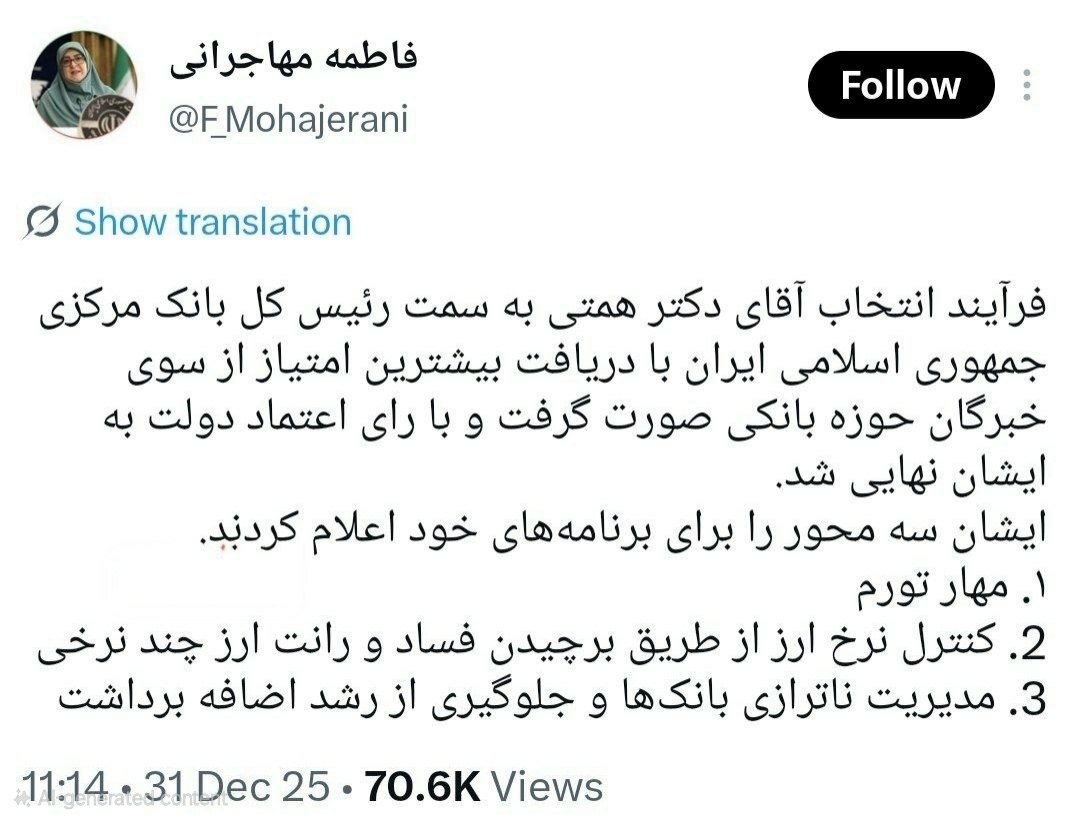 فاطمه مهاجرانی
@F_Mohajerani
Follow
Show translation
فرآیند انتخاب آقای دکتر همتی به سمت رئیس کل بانک مرکزی
جمهوری اسلامی ایران با دریافت بیشترین امتیاز از سوی
خبرگان حوزه بانکی صورت گرفت و با رای اعتماد دولت به
ایشان نهایی شد.
ایشان سه محور را برای برنامه‌های خود اعلام کردند.
۱. مهار تورم
2. کنترل نرخ ارز از طریق برچیدن فساد و رانت ارز چند نرخی
3. مدیریت ناترازی بانک‌ها و جلوگیری از رشد اضافه برداشت
11:14 • 31 Dec 25 • 70.6K Views
AI-generated content